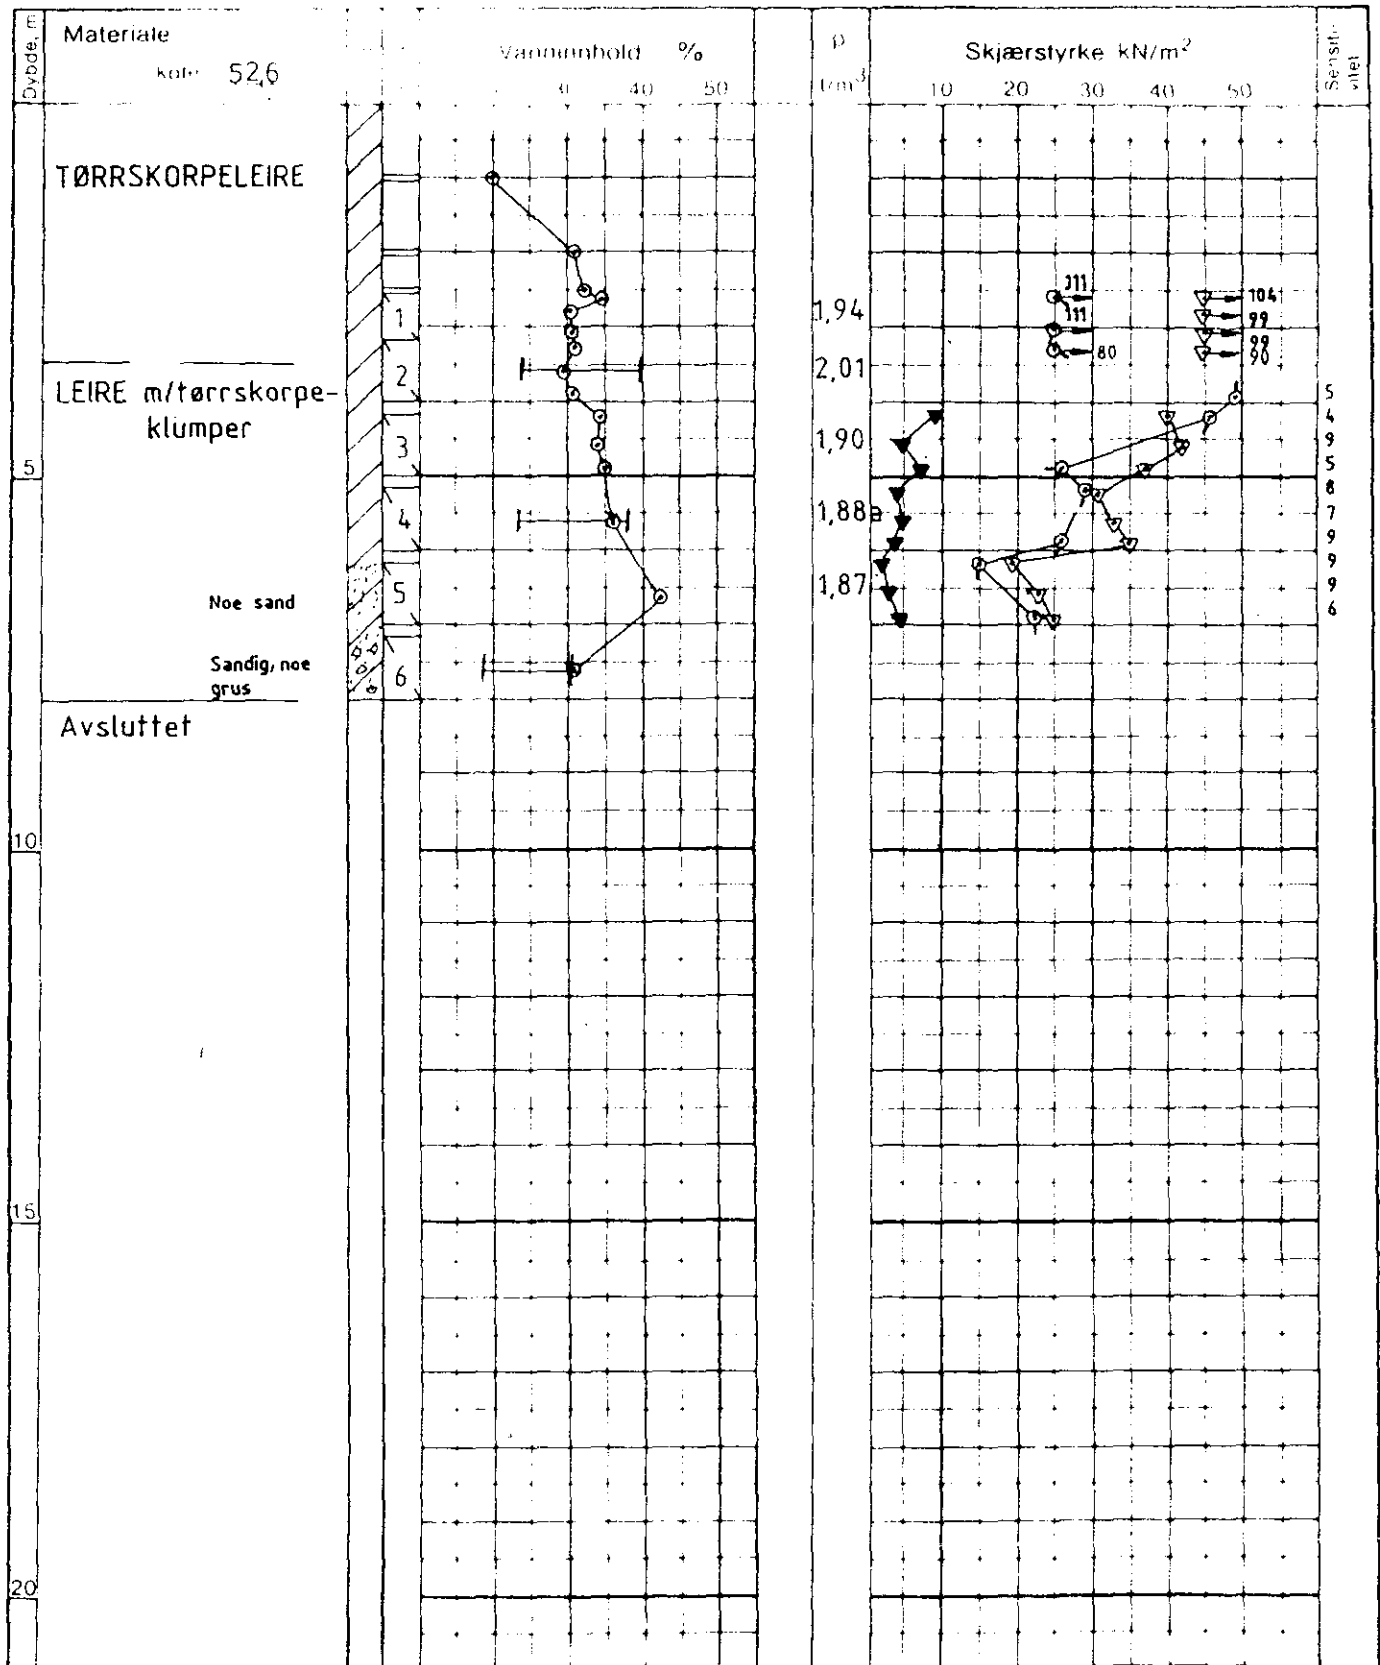 Dybde, m
Materiale
kote 52,6
Vanninnhold %
30 40 50
ρ
t/m³
Skjærstyrke kN/m²
10 20 30 40 50
Sensiti-
vitet
TØRRSKORPELEIRE
111
104
1
1,94
111
99
99
80
90
2
2,01
LEIRE m/tørrskorpe-
klumper
5
4
3
1,90
9
5
5
8
4
1,88
7
9
9
5
1,87
9
Noe sand
6
Sandig, noe
grus
6
Avsluttet
10
15
20